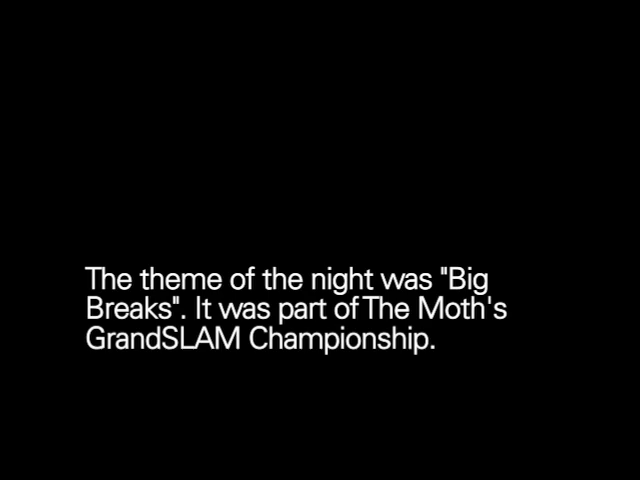 The theme of the night was "Big
Breaks". It was part of The Moth's
GrandSLAM Championship.